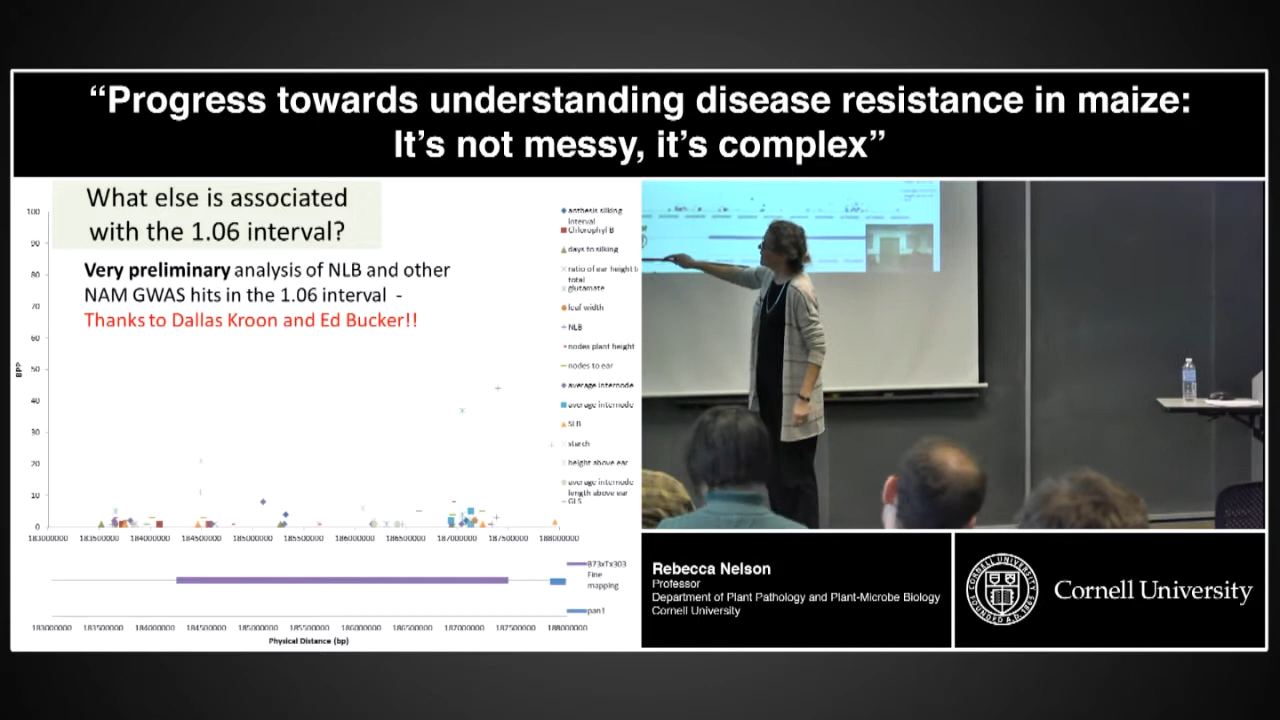 “Progress towards understanding disease resistance in maize:
It’s not messy, it’s complex”
What else is associated
with the 1.06 interval?
Very preliminary analysis of NLB and other
NAM GWAS hits in the 1.06 interval -
Thanks to Dallas Kroon and Ed Bucker!!
100
90
80
70
60
50
40
30
20
10
0
BPP
183000000 183500000 184000000 184500000 185000000 185500000 186000000 186500000 187000000 187500000 188000000
anthesis silking
interval
Chlorophyl B
days to silking
ratio of ear height t
total
glutamate
leaf width
NLB
nodes plant height
nodes to ear
average internode
average internode
SLB
starch
height above ear
average internode
length above ear
GLS
B73xTx303
Fine
mapping
pan1
183000000 183500000 184000000 184500000 185000000 185500000 186000000 186500000 187000000 187500000 188000000
Physical Distance (bp)
Rebecca Nelson
Professor
Department of Plant Pathology and Plant-Microbe Biology
Cornell University
Cornell University